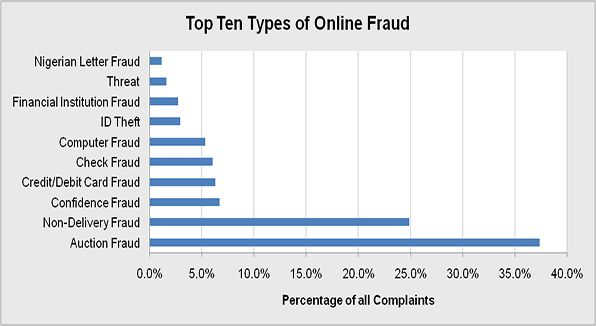 Top Ten Types of Online Fraud
Nigerian Letter Fraud
Threat
Financial Institution Fraud
ID Theft
Computer Fraud
Check Fraud
Credit/Debit Card Fraud
Confidence Fraud
Non-Delivery Fraud
Auction Fraud
0.0% 5.0% 10.0% 15.0% 20.0% 25.0% 30.0% 35.0% 40.0%
Percentage of all Complaints